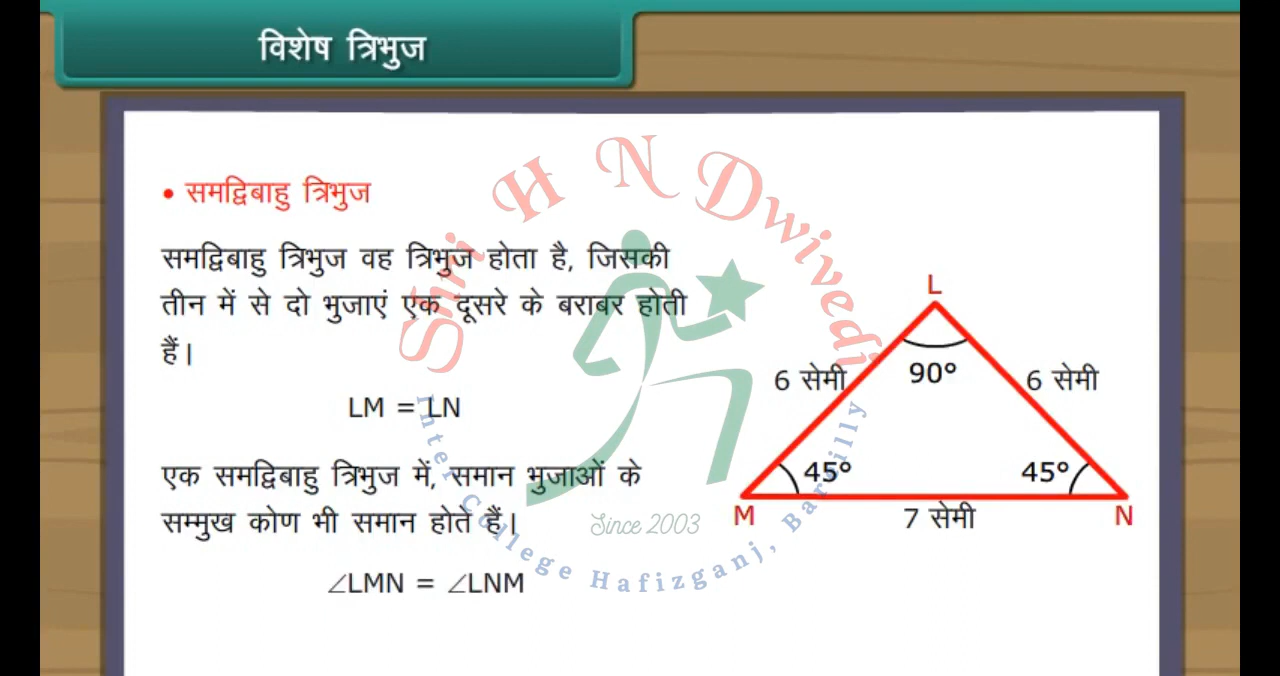 विशेष त्रिभुज
• समद्विबाहु त्रिभुज
समद्विबाहु त्रिभुज वह त्रिभुज होता है, जिसकी
तीन में से दो भुजाएं एक दूसरे के बराबर होती
हैं।
LM = LN
एक समद्विबाहु त्रिभुज में, समान भुजाओं के
सम्मुख कोण भी समान होते हैं।
∠LMN = ∠LNM
L
6 सेमी
90°
6 सेमी
45°
45°
M
7 सेमी
N
Shri H N Dwivedi
Inter College Hafizganj, Bareilly
Since 2003